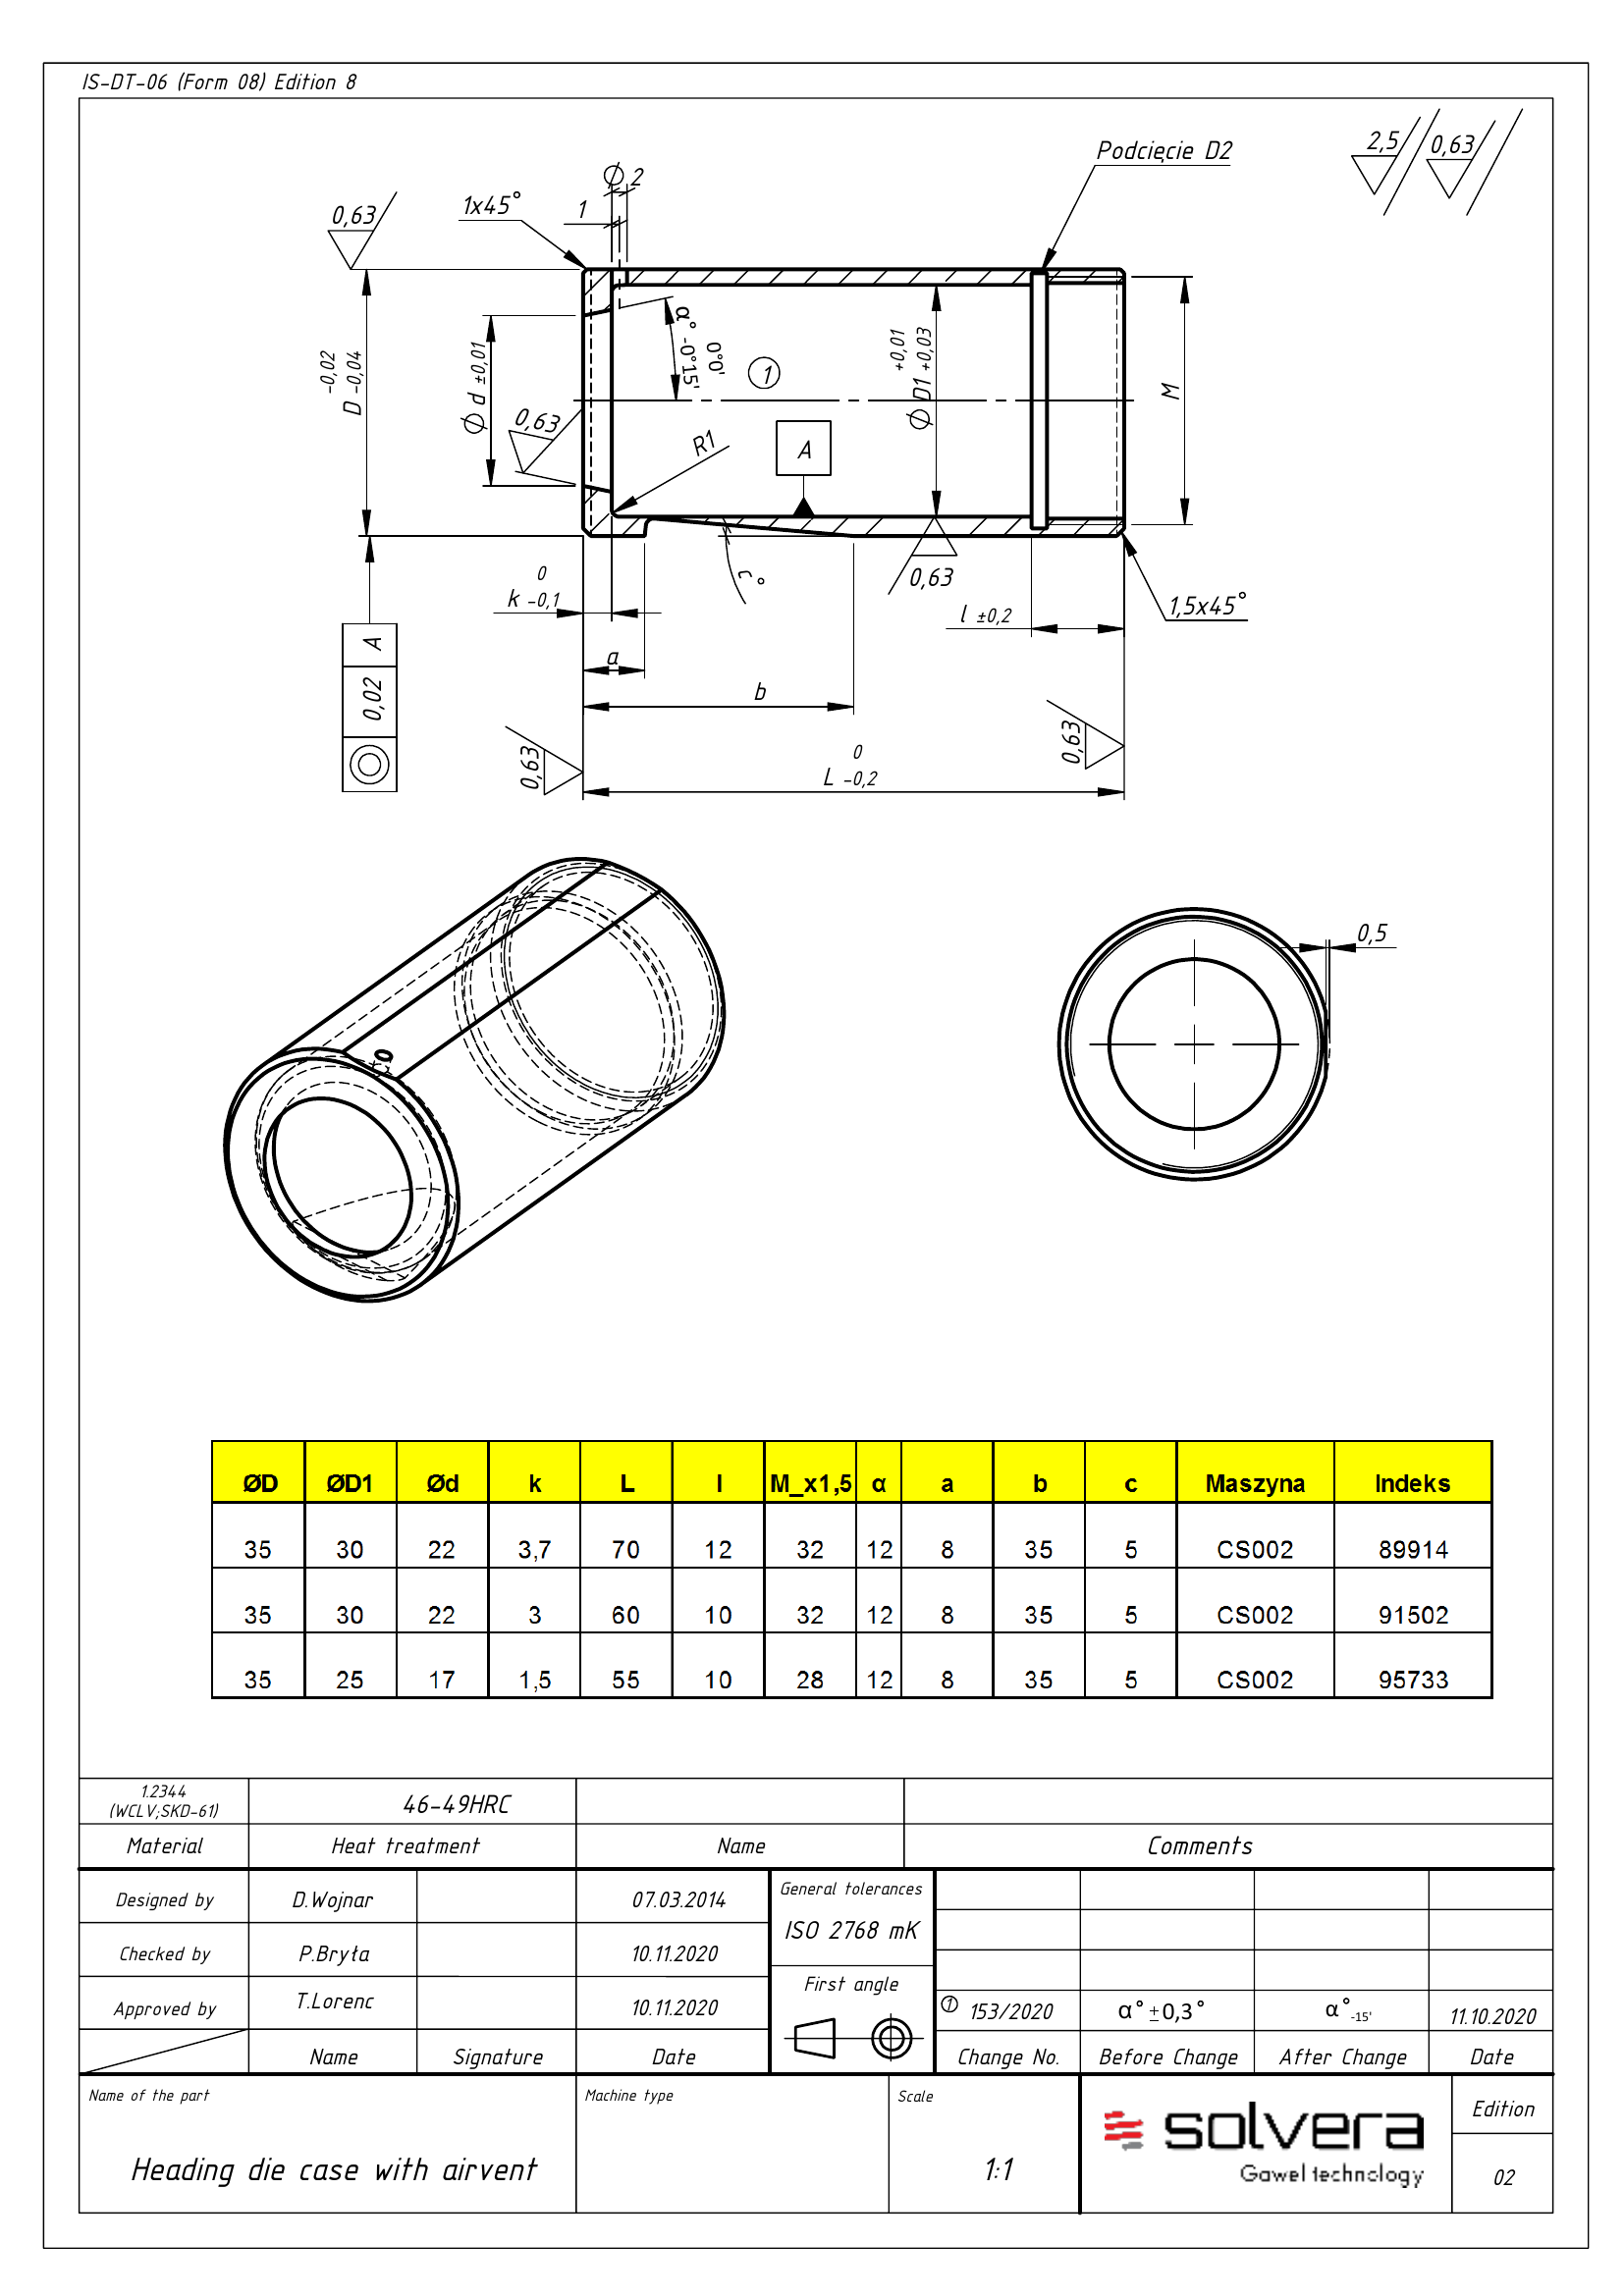 IS-DT-06 (Form 08) Edition 8
2,5 0,63
Podcięcie D2
∅ 2
1
1x45°
0,63
-0,02
D -0,04
∅ d ±0,01
0,63
α° -0°15'
0°0'
1
+0,01
∅ D1 +0,03
M
R1
A
0
k -0,1
c°
0,63
l ±0,2
1,5x45°
a
b
A
0,02
0,63
0,63
0
L -0,2
0,5
ØD ØD1 Ød k L l M_x1,5 α a b c Maszyna Indeks
35 30 22 3,7 70 12 32 12 8 35 5 CS002 89914
35 30 22 3 60 10 32 12 8 35 5 CS002 91502
35 25 17 1,5 55 10 28 12 8 35 5 CS002 95733
1.2344
(WCLV;SKD-61)
46-49HRC
Material Heat treatment Name Comments
Designed by D.Wojnar 07.03.2014
General tolerances
ISO 2768 mK
Checked by P.Bryła 10.11.2020
First angle
Approved by T.Lorenc 10.11.2020
1 153/2020 α°±0,3° α°-15' 11.10.2020
Name Signature Date
Change No. Before Change After Change Date
Name of the part
Heading die case with airvent
Machine type
Scale
1:1
solvera
Gawel technology
Edition
02